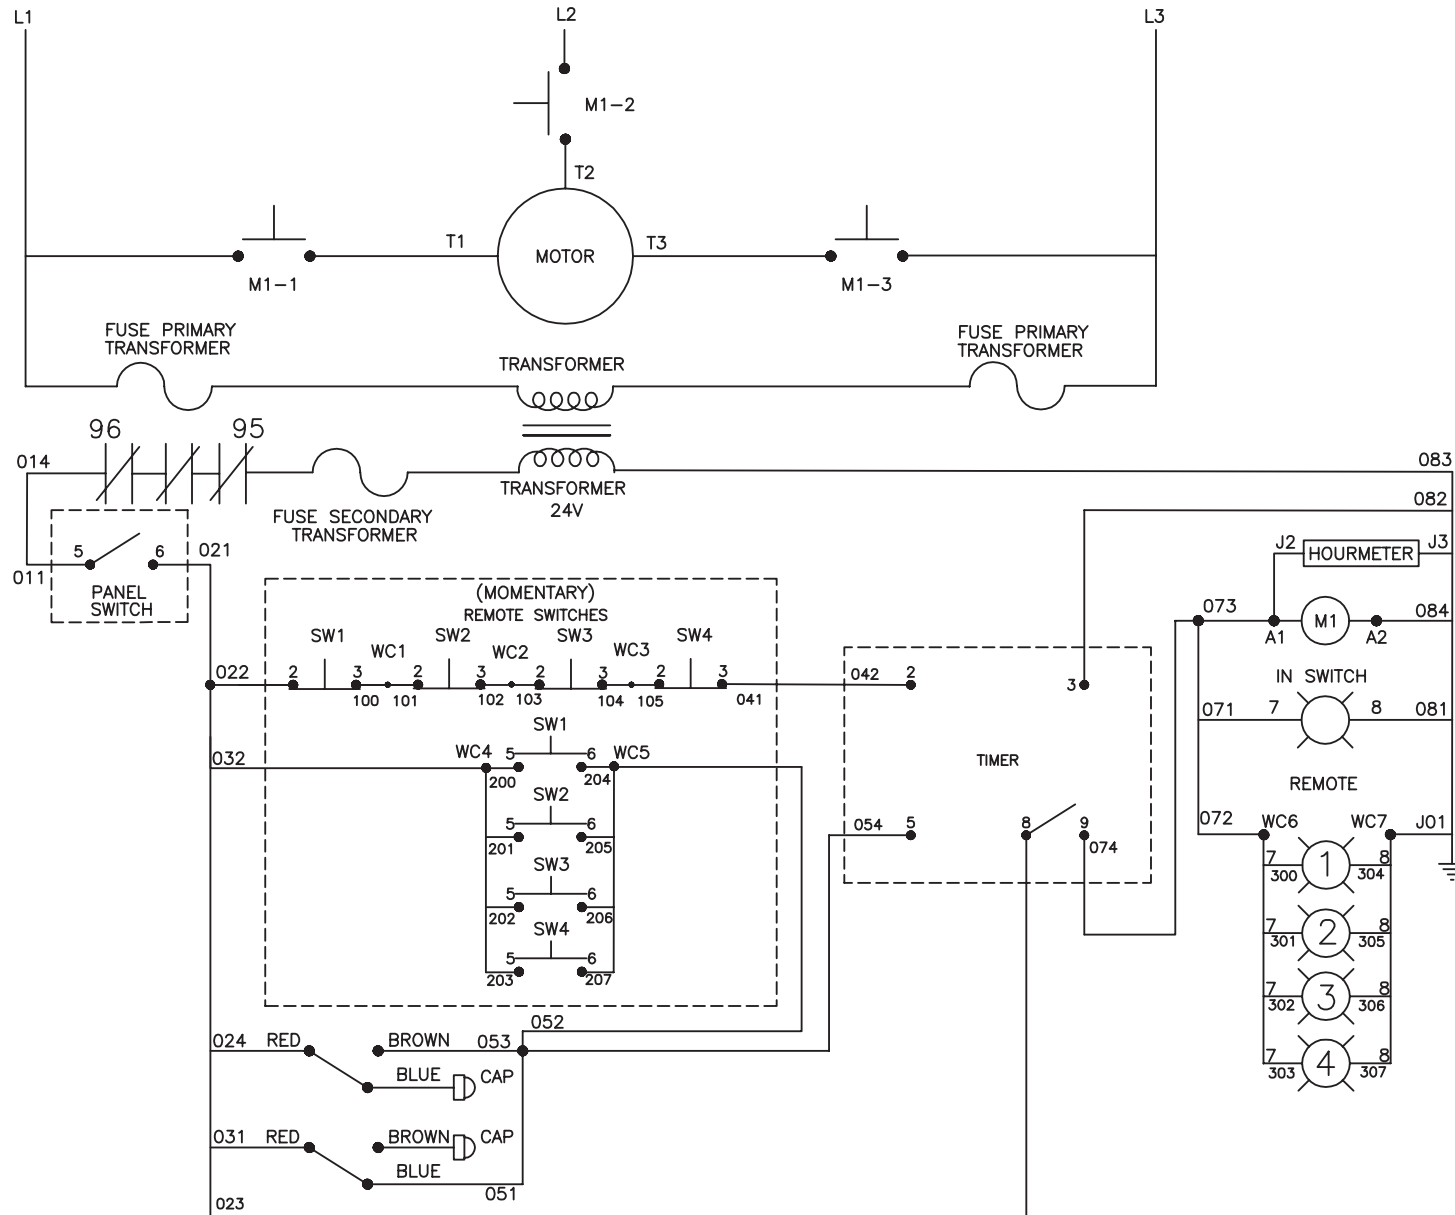 L1
L2
L3
M1-2
T2
T1
MOTOR
T3
M1-1
M1-3
FUSE PRIMARY
TRANSFORMER
FUSE PRIMARY
TRANSFORMER
TRANSFORMER
96
95
014
083
TRANSFORMER
24V
082
FUSE SECONDARY
TRANSFORMER
J2
HOURMETER
J3
5
6
021
011
PANEL
SWITCH
(MOMENTARY)
REMOTE SWITCHES
073
A1
M1
A2
084
SW1
WC1
SW2
WC2
SW3
WC3
SW4
022
2
3
2
3
2
3
2
3
100
101
102
103
104
105
041
042
2
3
IN SWITCH
071
7
8
081
SW1
032
WC4
5
6
WC5
200
204
TIMER
REMOTE
SW2
5
6
201
205
054
5
8
9
074
072
WC6
WC7
J01
SW3
5
6
202
206
7
300
1
8
304
SW4
5
6
203
207
7
301
2
8
305
7
302
3
8
306
052
024
RED
BROWN
053
BLUE
CAP
7
303
4
8
307
031
RED
BROWN
CAP
BLUE
051
023